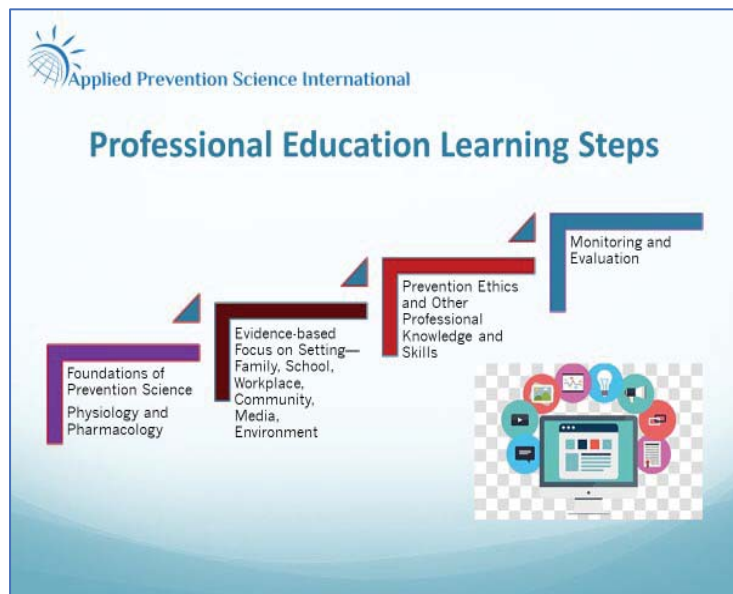 Applied Prevention Science International
Professional Education Learning Steps
Foundations of
Prevention Science
Physiology and
Pharmacology
Evidence-based
Focus on Setting—
Family, School,
Workplace,
Community,
Media,
Environment
Prevention Ethics
and Other
Professional
Knowledge and
Skills
Monitoring and
Evaluation